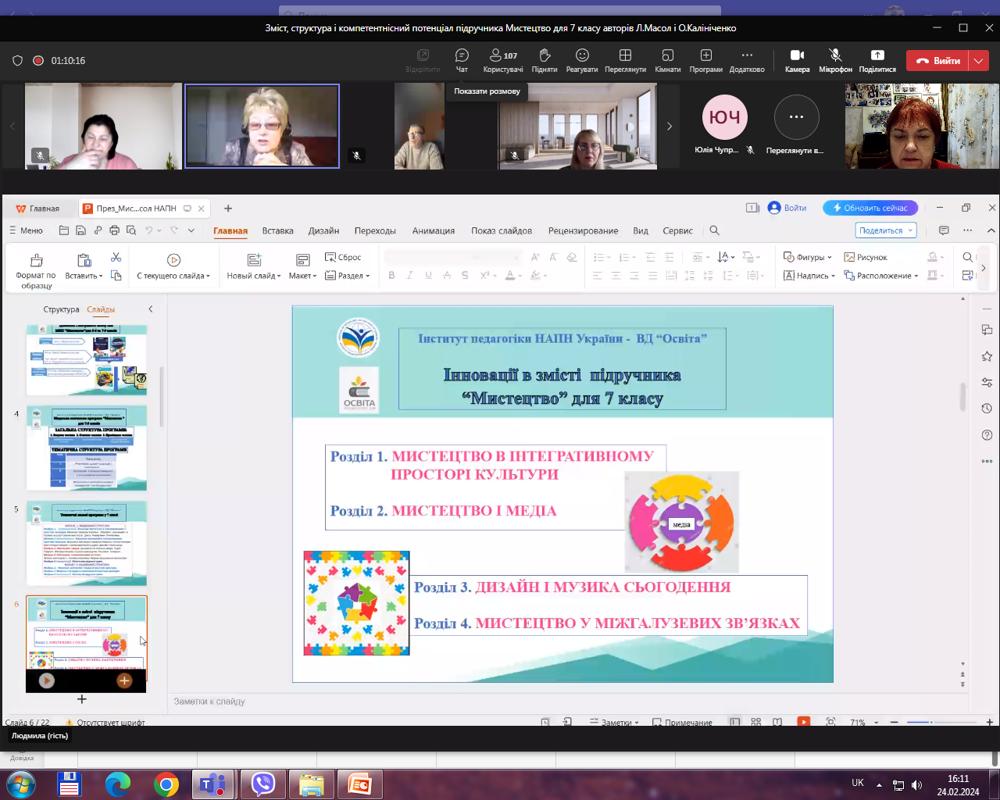 Зміст, структура і компетентнісний потенціал підручника Мистецтво для 7 класу авторів Л.Масол і О.Калініченко
01:10:16
Відкріпити
Чат
107
Користувачі
Підняти
Реагувати
Переглянути
Кімнати
Програми
Додатково
Камера
Мікрофон
Поділитися
Вийти
Показати розмову
ЮЧ
Юлія Чупр...
Переглянути в...
Главная
През_Мис...сол НАПН
Войти
Обновить сейчас
Меню
Главная
Вставка
Дизайн
Переходы
Анимация
Показ слайдов
Рецензирование
Вид
Сервис
Поделиться
Формат по образцу
Вставить
С текущего слайда
Новый слайд
Макет
Сброс
Раздел
Фигуры
Рисунок
Надпись
Расположение
Структура
Слайды
4
ЗАГАЛЬНА СТРУКТУРА ПРОГРАМИ:
ТЕМАТИЧНА СТРУКТУРА ПРОГРАМИ
5
6
Інститут педагогіки НАПН України - ВД “Освіта”
Інновації в змісті підручника
“Мистецтво” для 7 класу
ОСВІТА
Розділ 1. МИСТЕЦТВО В ІНТЕГРАТИВНОМУ
ПРОСТОРІ КУЛЬТУРИ
Розділ 2. МИСТЕЦТВО І МЕДІА
медіа
Розділ 3. ДИЗАЙН І МУЗИКА СЬОГОДЕННЯ
Розділ 4. МИСТЕЦТВО У МІЖГАЛУЗЕВИХ ЗВ’ЯЗКАХ
Заметки к слайду
Слайд 6 / 22
Отсутствует шрифт
Заметки
Примечание
71%
Людмила (гість)
Довідка
UK
16:11
24.02.2024